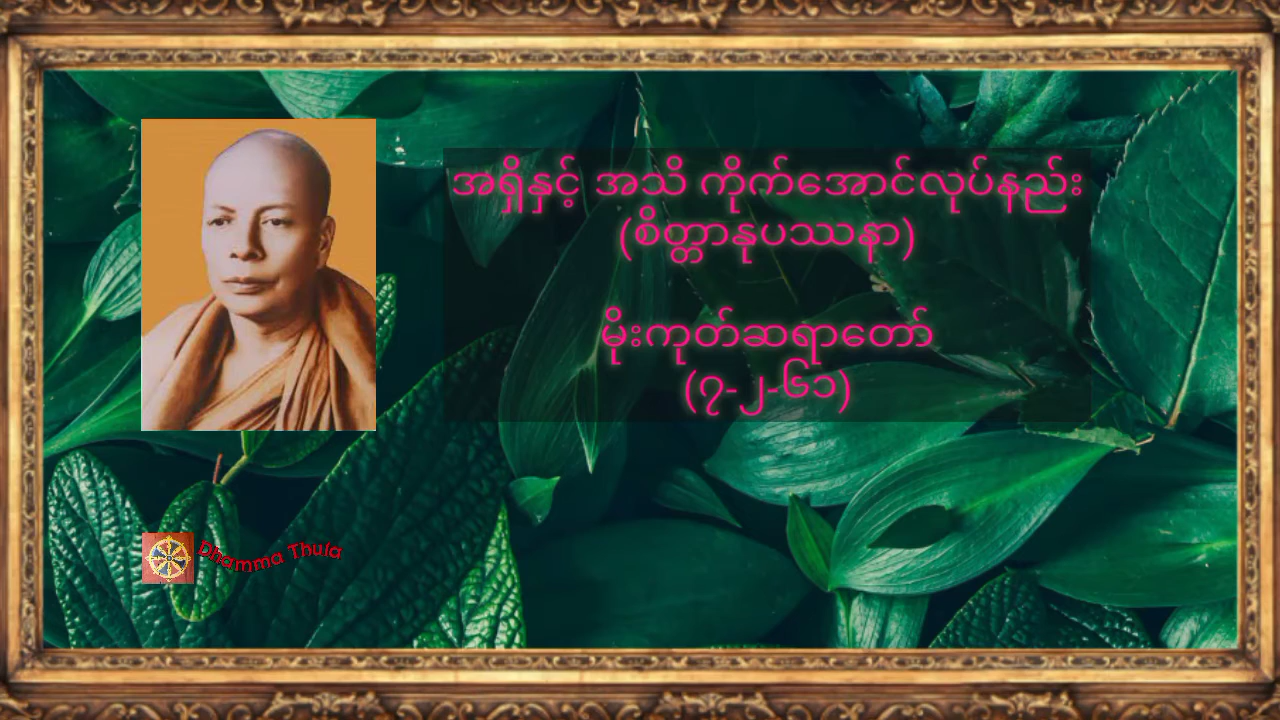 အရှိနှင့် အသိ ကိုက်အောင်လုပ်နည်း
(စိတ္တာနုပဿနာ)
မိုးကုတ်ဆရာတော်
(၇-၂-၆၁)
Dhamma Thula